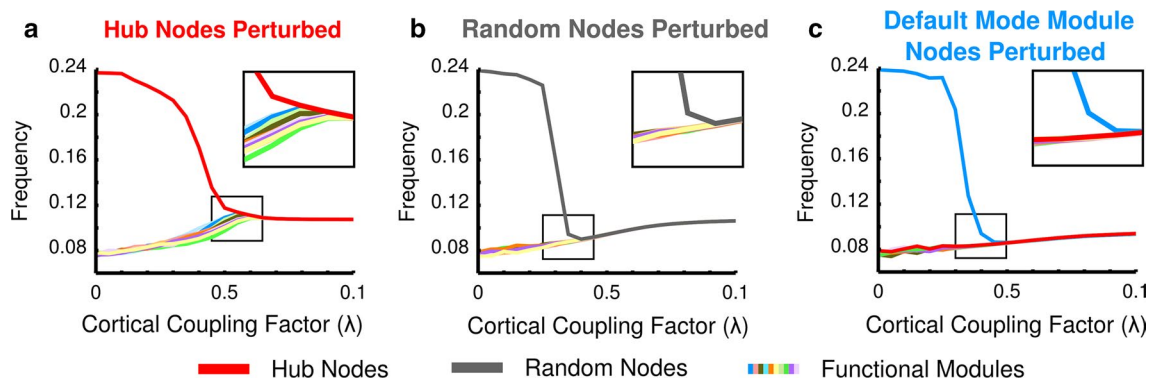 a Hub Nodes Perturbed
0.24
0.2
0.16
0.12
0.08
Frequency
0 0.5 0.1
Cortical Coupling Factor (λ)
b Random Nodes Perturbed
0.24
0.2
0.16
0.12
0.08
Frequency
0 0.5 0.1
Cortical Coupling Factor (λ)
c Default Mode Module
Nodes Perturbed
0.24
0.2
0.16
0.12
0.08
Frequency
0 0.5 0.1
Cortical Coupling Factor (λ)
Hub Nodes Random Nodes Functional Modules